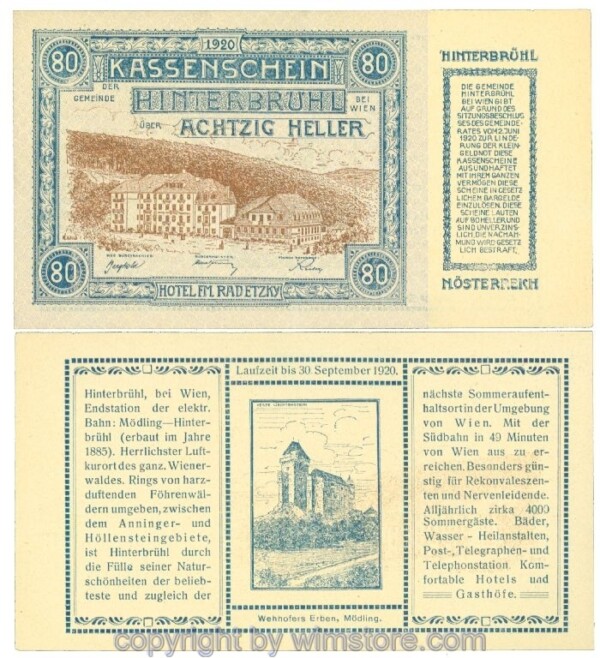 1920
80
80
KASSENSCHEIN
DER
GEMEINDE
HINTERBRÜHL
BEI
WIEN
ÜBER
ACHTZIG HELLER
80
80
HOTEL FM. RADETZKY
HINTERBRÜHL
DIE GEMEINDE
HINTERBRÜHL
BEI WIEN GIBT
AUF GRUND DES
SITZUNGSBESCHLUS
SES DES GEMEINDE-
RATES VOM 2. JUNI
1920 ZUR LINDE
RUNG DER KLEIN-
GELDNOT DIESE
KASSENSCHEINE
AUS UND HAFTET
MIT IHREM GANZEN
VERMÖGEN DIESE
SCHEINE IN GESETZ
LICHEM BARGELDE
EINZULÖSEN. DIESE
SCHEINE LAUTEN
AUF 80 HELLER UND
SIND UNVERZINS-
LICH. DIE NACHAH-
MUNG WIRD GESETZ
LICH BESTRAFT.
N.ÖSTERREICH
Laufzeit bis 30 September 1920.
Hinterbrühl, bei Wien,
Endstation der elektr.
Bahn: Mödling—Hinter-
brühl (erbaut im Jahre
1885). Herrlichster Luft-
kurort des ganz. Wiener-
waldes. Rings von harz-
duftenden Föhrenwäl-
dern umgeben, zwischen
dem Anninger- und
Höllensteingebiete,
ist Hinterbrühl durch
die Fülle seiner Natur-
schönheiten der belieb-
teste und zugleich der
Wehhofers Erben, Mödling.
nächste Sommeraufent-
haltsort in der Umgebung
von Wien. Mit der
Südbahn in 49 Minuten
von Wien aus zu er-
reichen. Besonders gün-
stig für Rekonvaleszen-
ten und Nervenleidende.
Alljährlich zirka 4000
Sommergäste. Bäder,
Wasser - Heilanstalten,
Post-, Telegraphen- und
Telephonstation. Kom-
fortable Hotels und
Gasthöfe.
copyright by wimstore.com